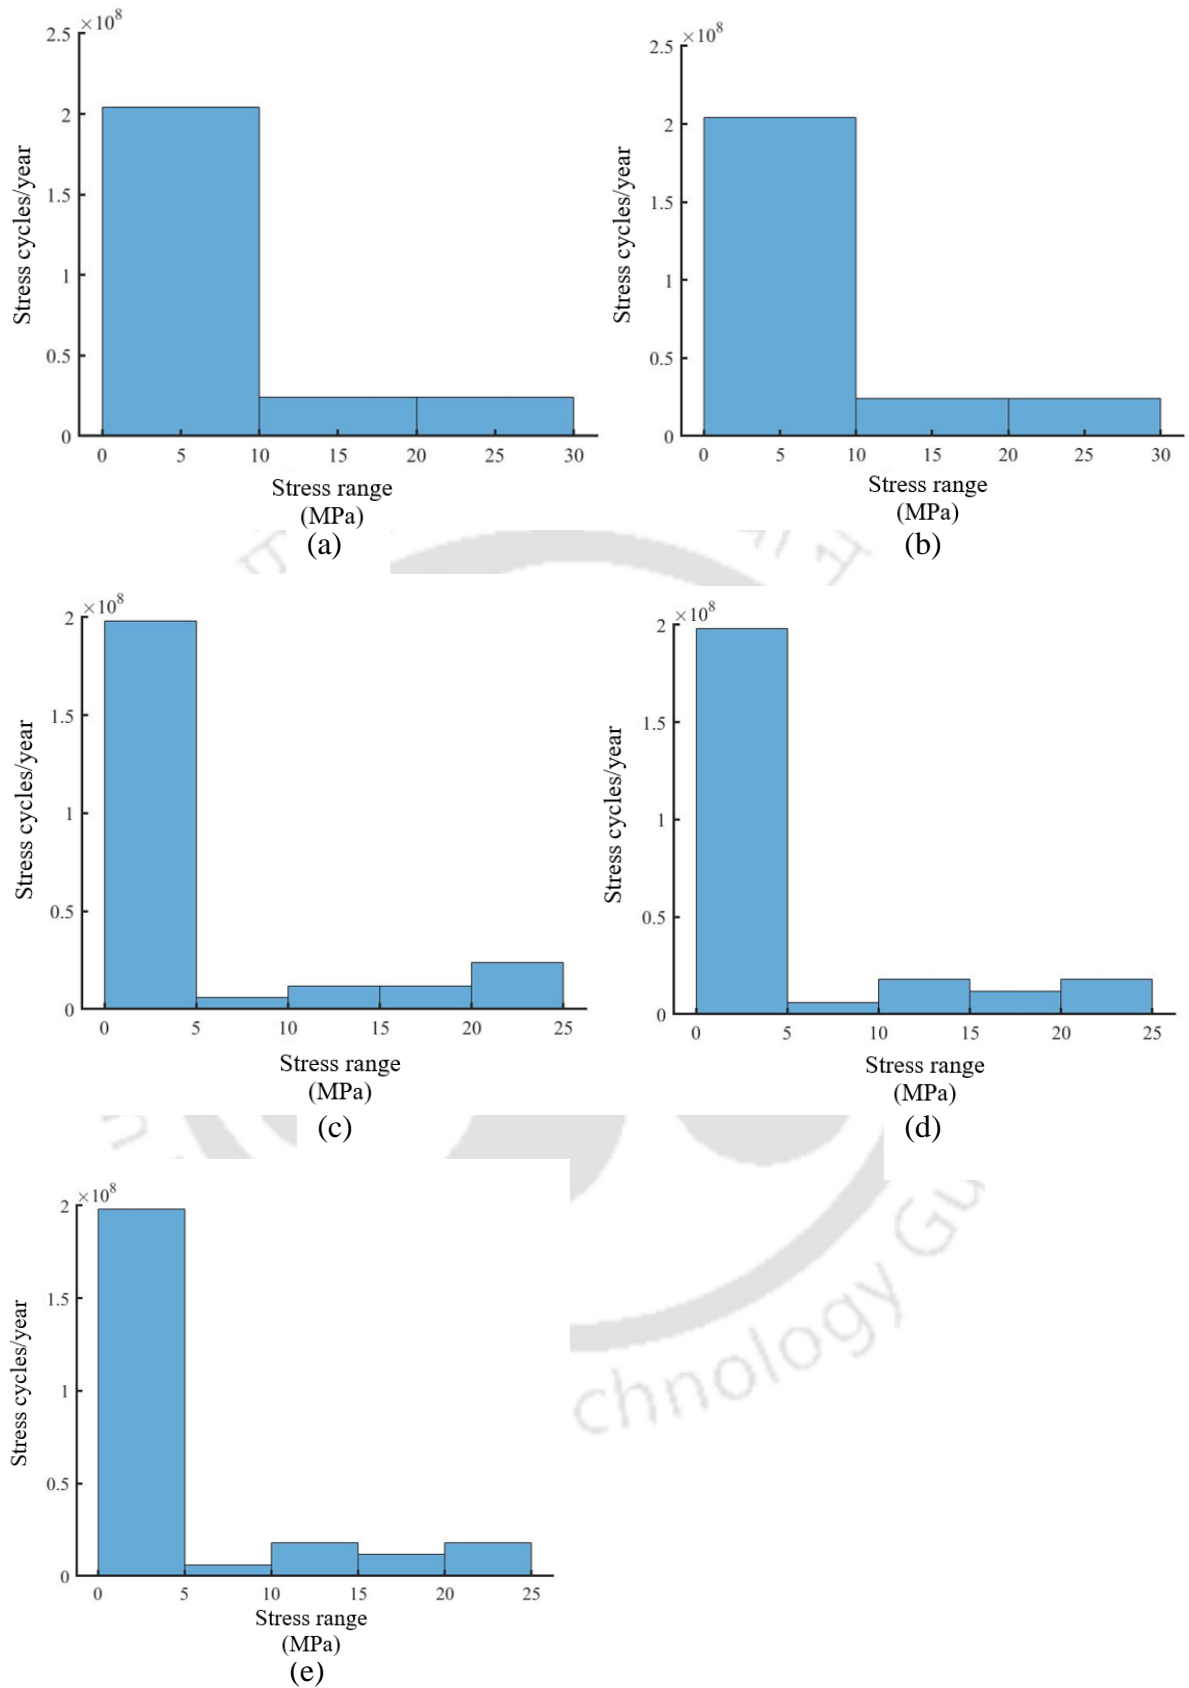 ×10⁸
2.5
2
1.5
1
0.5
0
0 5 10 15 20 25 30
Stress cycles/year
Stress range
(MPa)
(a)
×10⁸
2.5
2
1.5
1
0.5
0
0 5 10 15 20 25 30
Stress cycles/year
Stress range
(MPa)
(b)
×10⁸
2
1.5
1
0.5
0
0 5 10 15 20 25
Stress cycles/year
Stress range
(MPa)
(c)
×10⁸
2
1.5
1
0.5
0
0 5 10 15 20 25
Stress cycles/year
Stress range
(MPa)
(d)
×10⁸
2
1.5
1
0.5
0
0 5 10 15 20 25
Stress cycles/year
Stress range
(MPa)
(e)
chnology Gu